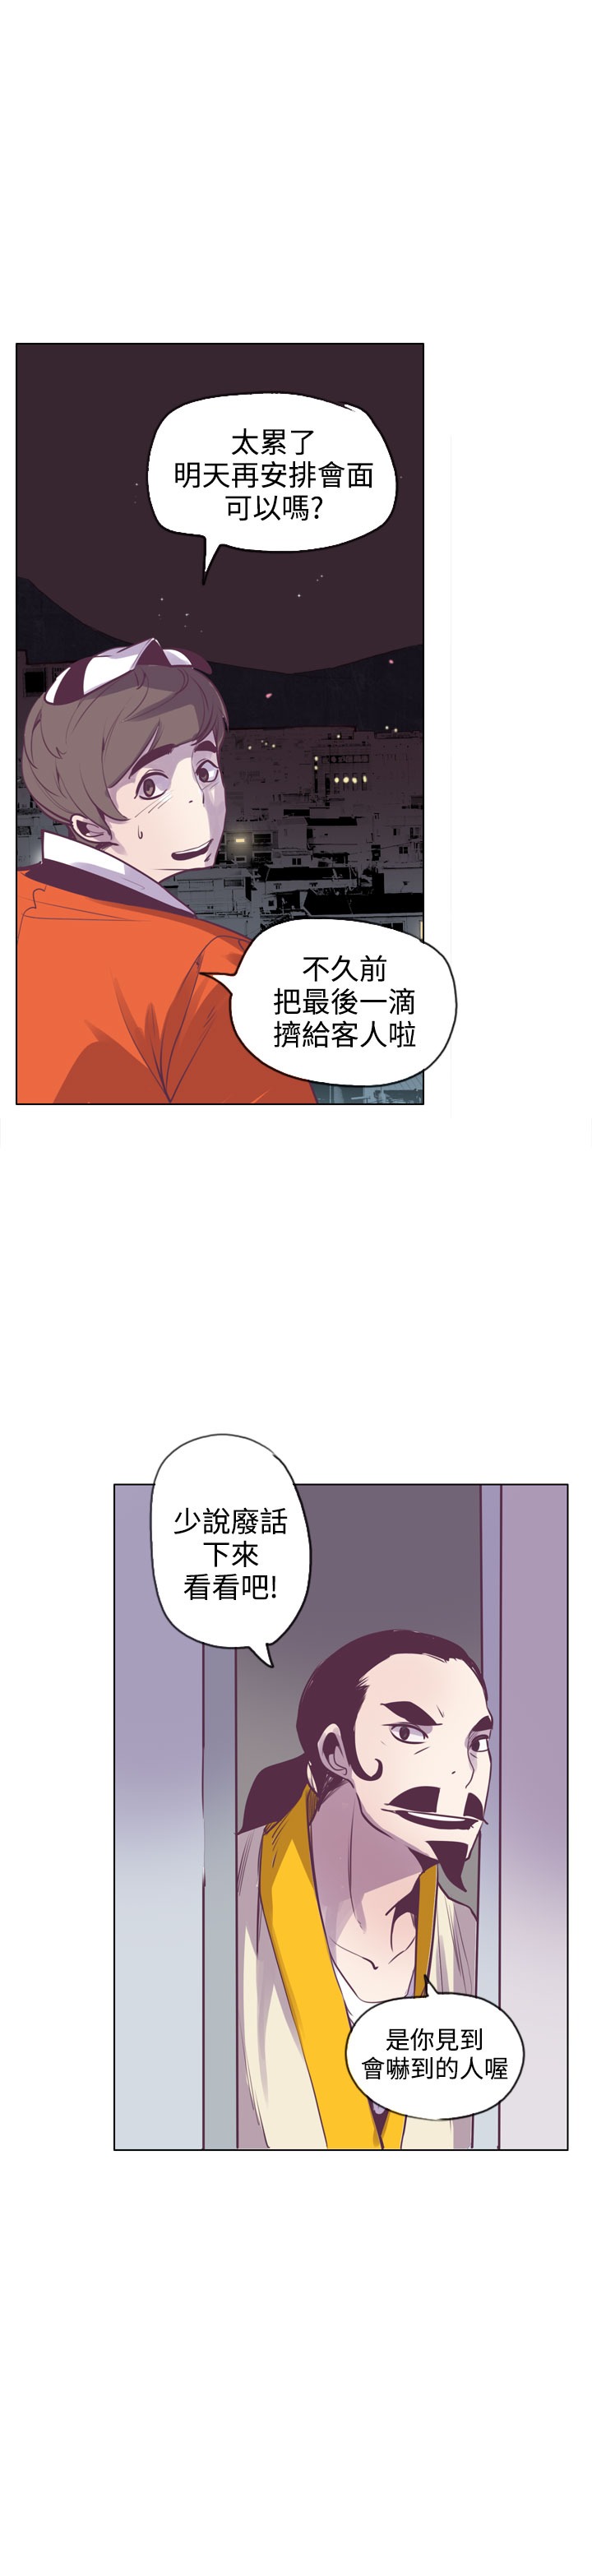 太累了
明天再安排會面
可以嗎?
不久前
把最後一滴
擠給客人啦
少說廢話
下來
看看吧!
是你見到
會嚇到的人喔